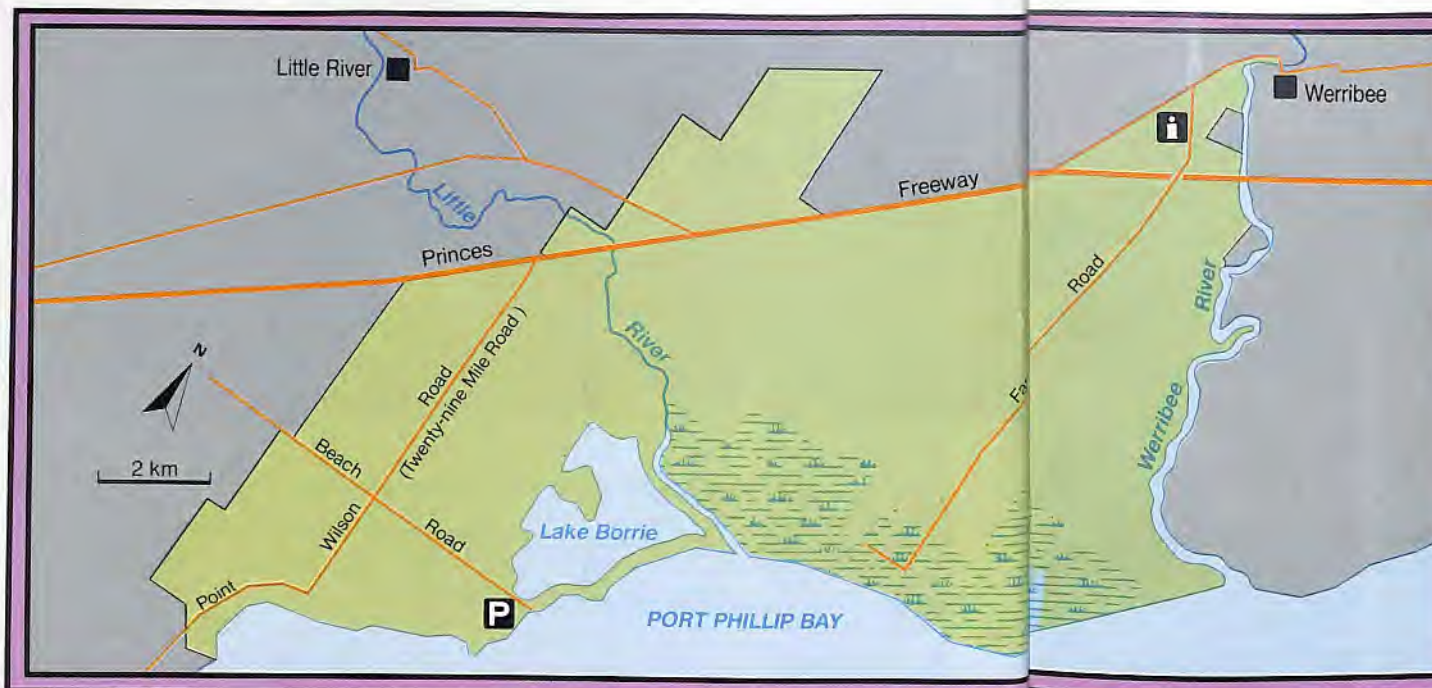 Little River
Werribee
i
Little
Freeway
Princes
Road
River
River
N
Road
(Twenty-nine Mile Road)
2 km
Beach
Werribee
Wilson
Road
Lake Borrie
Point
P
PORT PHILLIP BAY